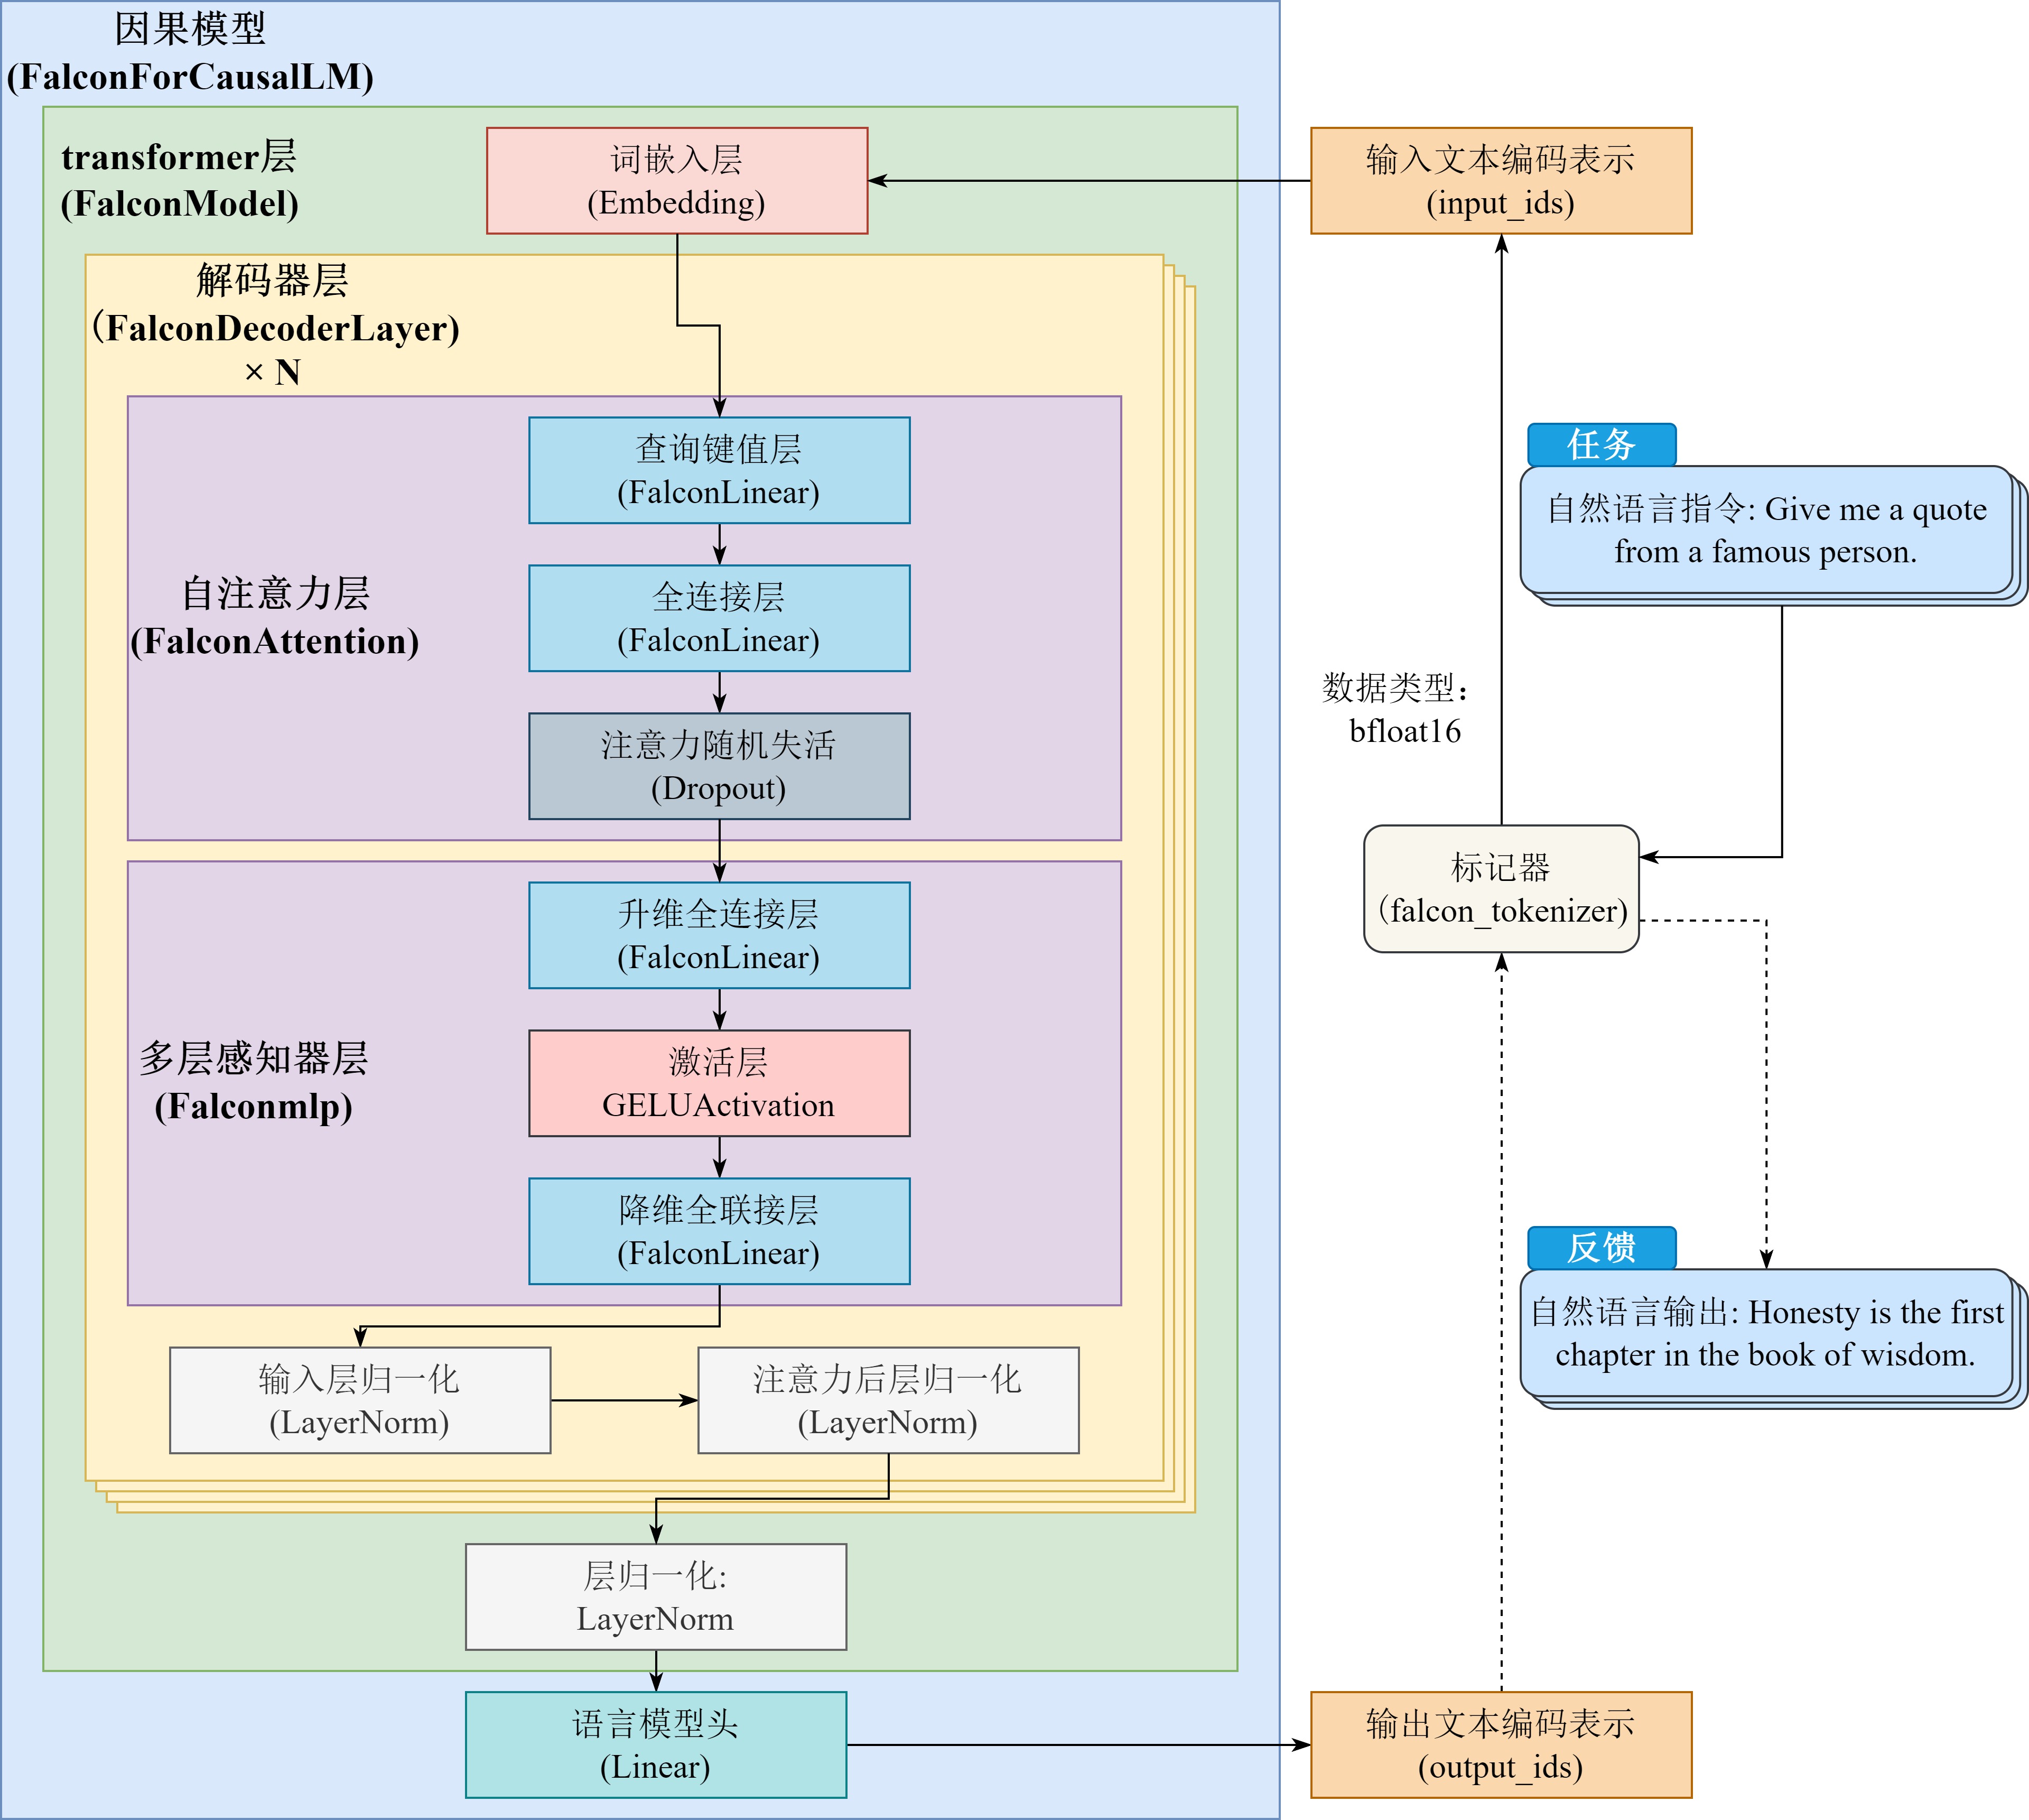 因果模型
(FalconForCausalLM)
transformer层
(FalconModel)
词嵌入层
(Embedding)
输入文本编码表示
(input_ids)
解码器层
(FalconDecoderLayer)
× N
查询键值层
(FalconLinear)
全连接层
(FalconLinear)
自注意力层
(FalconAttention)
注意力随机失活
(Dropout)
升维全连接层
(FalconLinear)
多层感知器层
(Falconmlp)
激活层
GELUActivation
降维全联接层
(FalconLinear)
输入层归一化
(LayerNorm)
注意力后层归一化
(LayerNorm)
层归一化:
LayerNorm
语言模型头
(Linear)
任务
自然语言指令: Give me a quote
from a famous person.
数据类型：
bfloat16
标记器
(falcon_tokenizer)
反馈
自然语言输出: Honesty is the first
chapter in the book of wisdom.
输出文本编码表示
(output_ids)